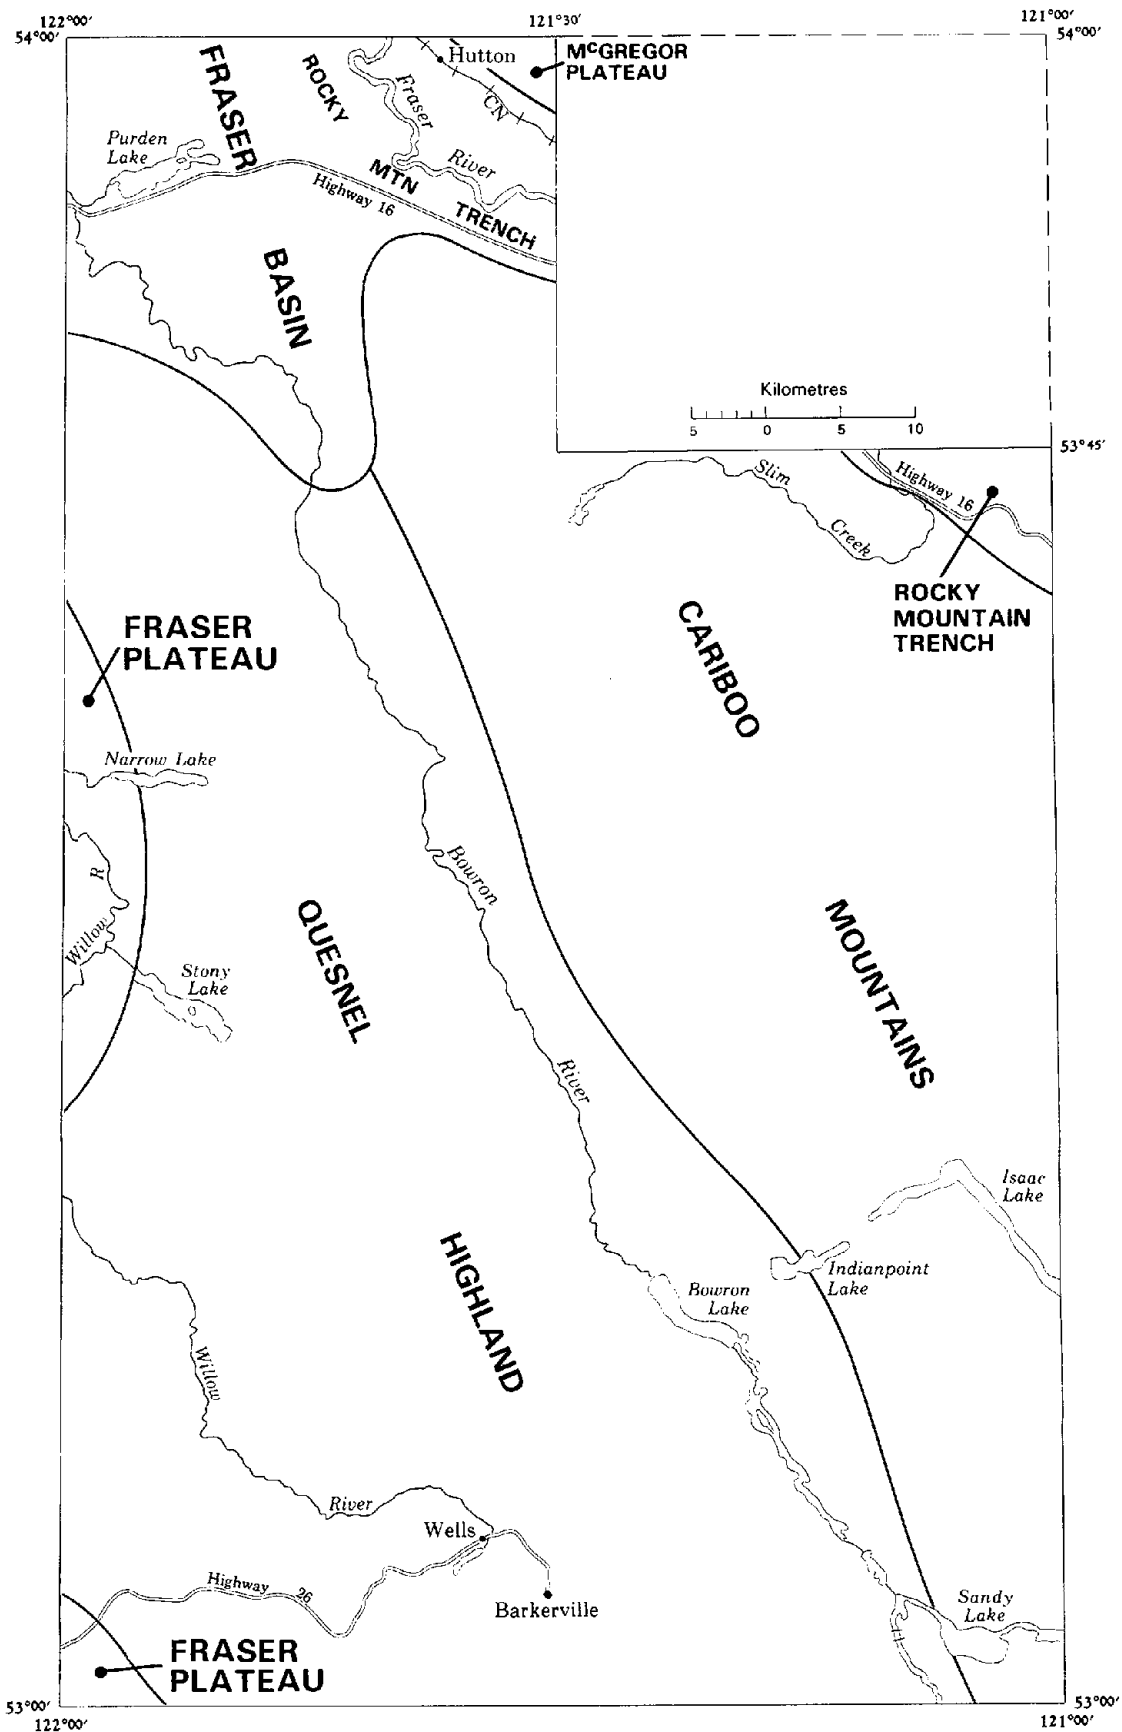 122°00′
121°30′
121°00′
54°00′
54°00′
Hutton
McGREGOR
PLATEAU
FRASER
ROCKY
Fraser
CN
Purden
Lake
River
MTN
Highway 16
TRENCH
BASIN
Kilometres
5 0 5 10
53°45′
Slim
Creek
Highway 16
ROCKY
MOUNTAIN
TRENCH
FRASER
PLATEAU
CARIBOO
Narrow Lake
Bowron
R
Willow
QUESNEL
MOUNTAINS
Stony
Lake
River
Isaac
Lake
HIGHLAND
Indianpoint
Lake
Bowron
Lake
Willow
River
Wells
Highway 26
Barkerville
Sandy
Lake
FRASER
PLATEAU
53°00′
53°00′
122°00′
121°00′